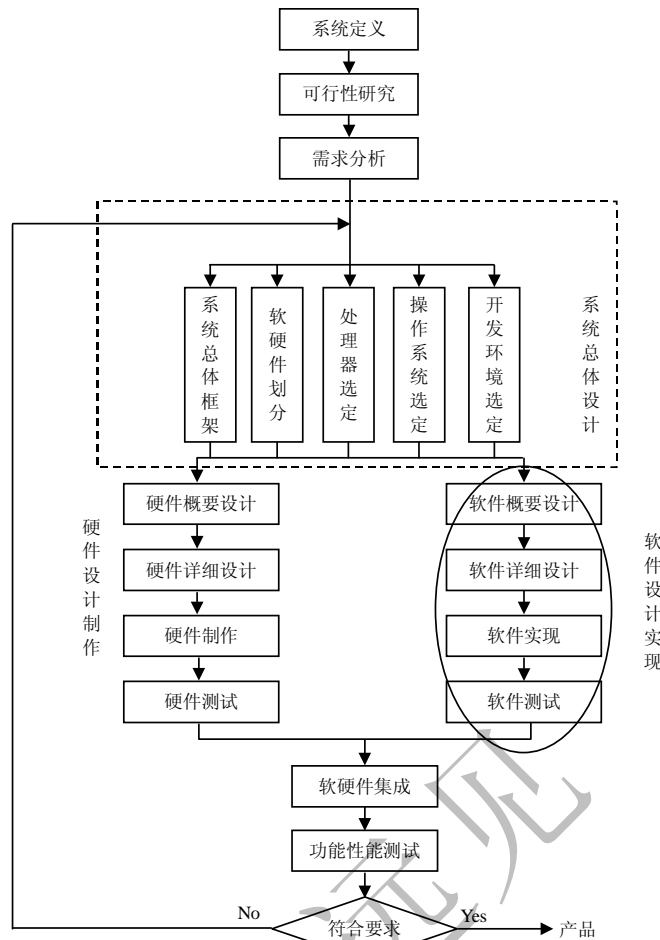 系统定义
可行性研究
需求分析
系统总体框架
软硬件划分
处理器选定
操作系统选定
开发环境选定
系统总体设计
硬件概要设计
软件概要设计
硬件设计制作
硬件详细设计
软件详细设计
软件设计实现
硬件制作
软件实现
硬件测试
软件测试
软硬件集成
功能性能测试
No
符合要求
Yes
产品
远见